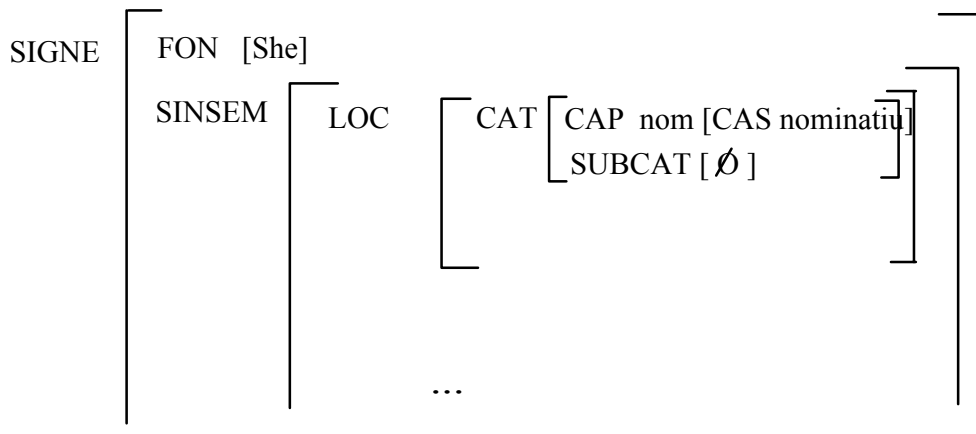 SIGNE FON [She]
SINSEM LOC CAT CAP nom [CAS nominatiu]
SUBCAT [ Ø ]
...